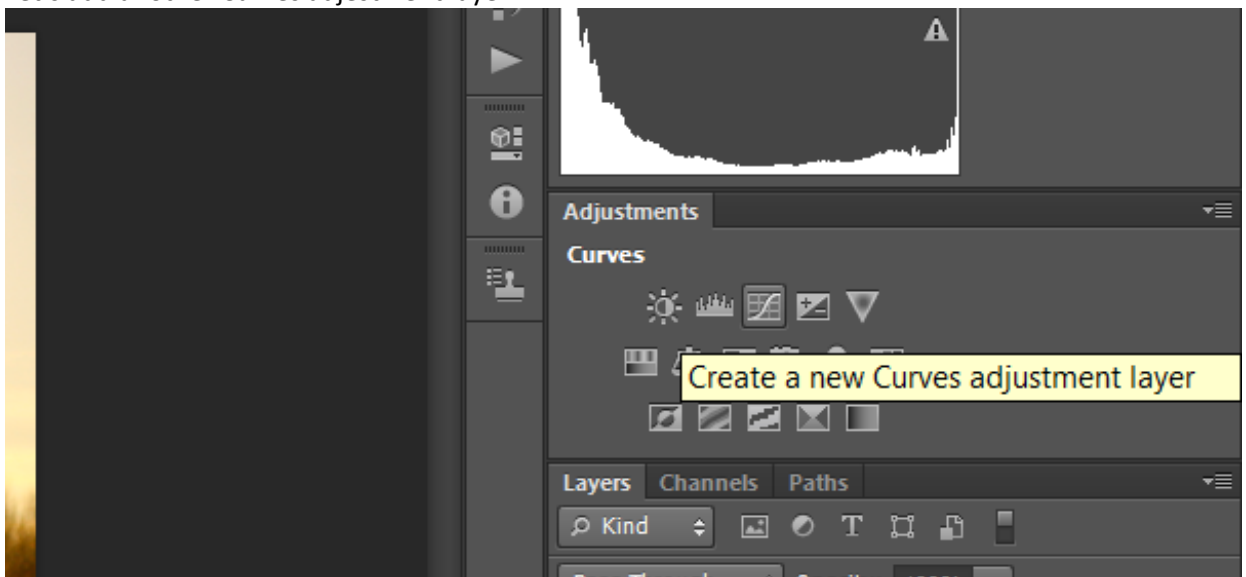 Adjustments
Curves
Create a new Curves adjustment layer
Layers Channels Paths
Kind T